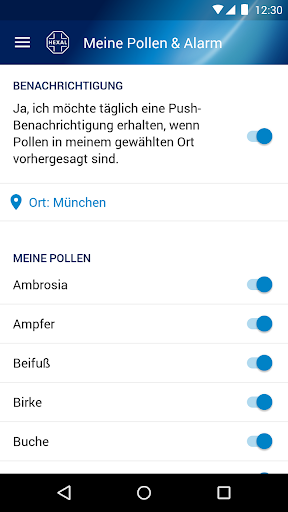 12:30
HEXAL
Meine Pollen & Alarm
BENACHRICHTIGUNG
Ja, ich möchte täglich eine Push-
Benachrichtigung erhalten, wenn
Pollen in meinem gewählten Ort
vorhergesagt sind.
Ort: München
MEINE POLLEN
Ambrosia
Ampfer
Beifuß
Birke
Buche